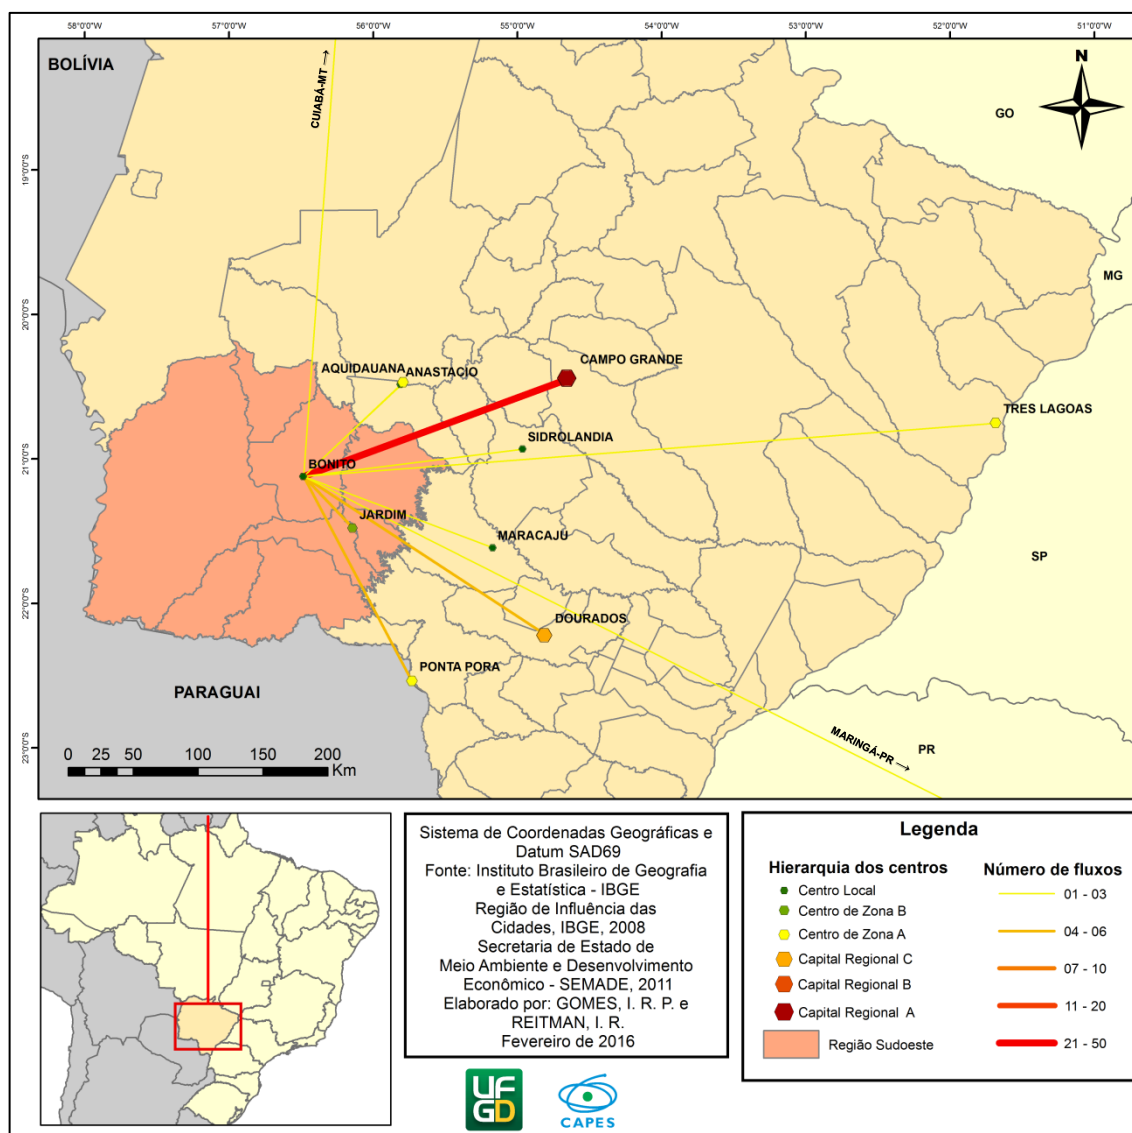 58°0'0"W
57°0'0"W
56°0'0"W
55°0'0"W
54°0'0"W
53°0'0"W
52°0'0"W
51°0'0"W
BOLÍVIA
CUIABÁ-MT →
N
GO
19°0'0"S
MG
20°0'0"S
CAMPO GRANDE
AQUIDAUANA
ANASTACIO
TRES LAGOAS
SIDROLANDIA
21°0'0"S
BONITO
JARDIM
MARACAJU
SP
22°0'0"S
DOURADOS
PONTA PORA
PARAGUAI
MARINGÁ-PR →
PR
23°0'0"S
0 25 50 100 150 200
Km
Sistema de Coordenadas Geográficas e
Datum SAD69
Fonte: Instituto Brasileiro de Geografia
e Estatística - IBGE
Região de Influência das
Cidades, IBGE, 2008
Secretaria de Estado de
Meio Ambiente e Desenvolvimento
Econômico - SEMADE, 2011
Elaborado por: GOMES, I. R. P. e
REITMAN, I. R.
Fevereiro de 2016
Legenda
Hierarquia dos centros
Centro Local
Centro de Zona B
Centro de Zona A
Capital Regional C
Capital Regional B
Capital Regional A
Região Sudoeste
Número de fluxos
01 - 03
04 - 06
07 - 10
11 - 20
21 - 50
UF
GD
CAPES